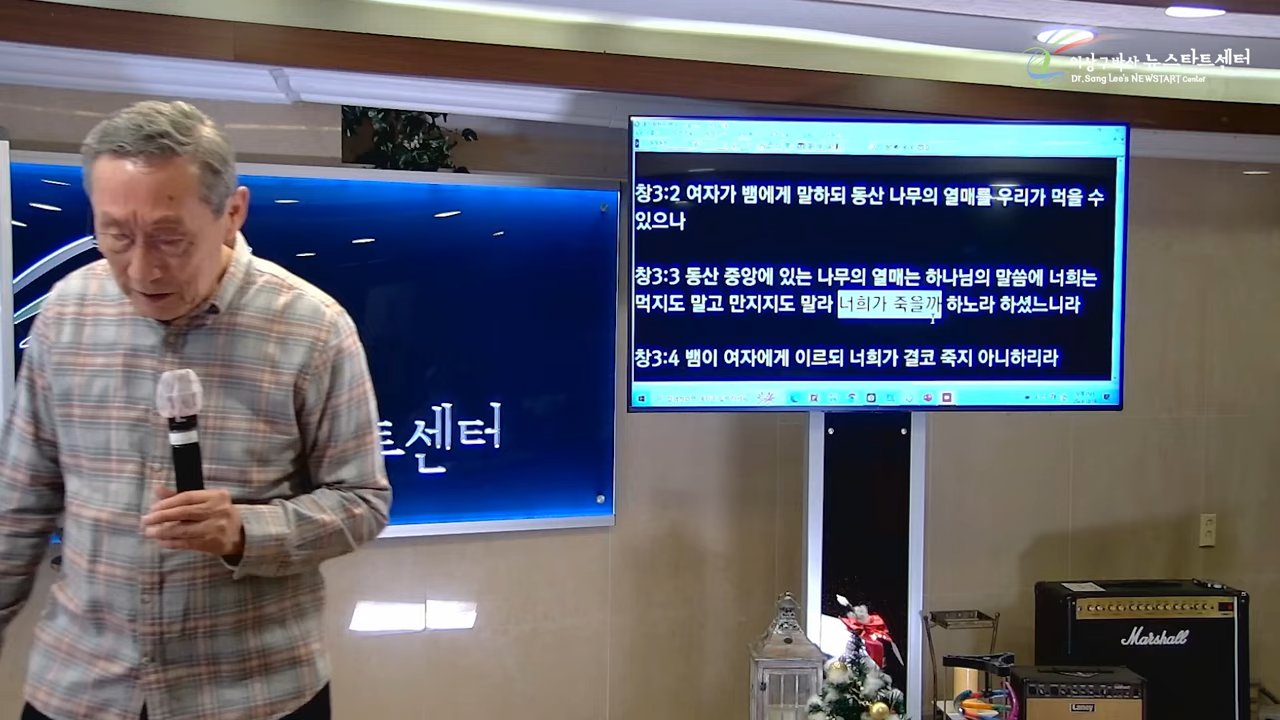 이상구박사 뉴스타트센터
Dr. Sang Lee's NEWSTART Center
창3:2 여자가 뱀에게 말하되 동산 나무의 열매를 우리가 먹을 수
있으나
창3:3 동산 중앙에 있는 나무의 열매는 하나님의 말씀에 너희는
먹지도 말고 만지지도 말라 너희가 죽을까 하노라 하셨느니라
창3:4 뱀이 여자에게 이르되 너희가 결코 죽지 아니하리라
트센터
Marshall
Laney